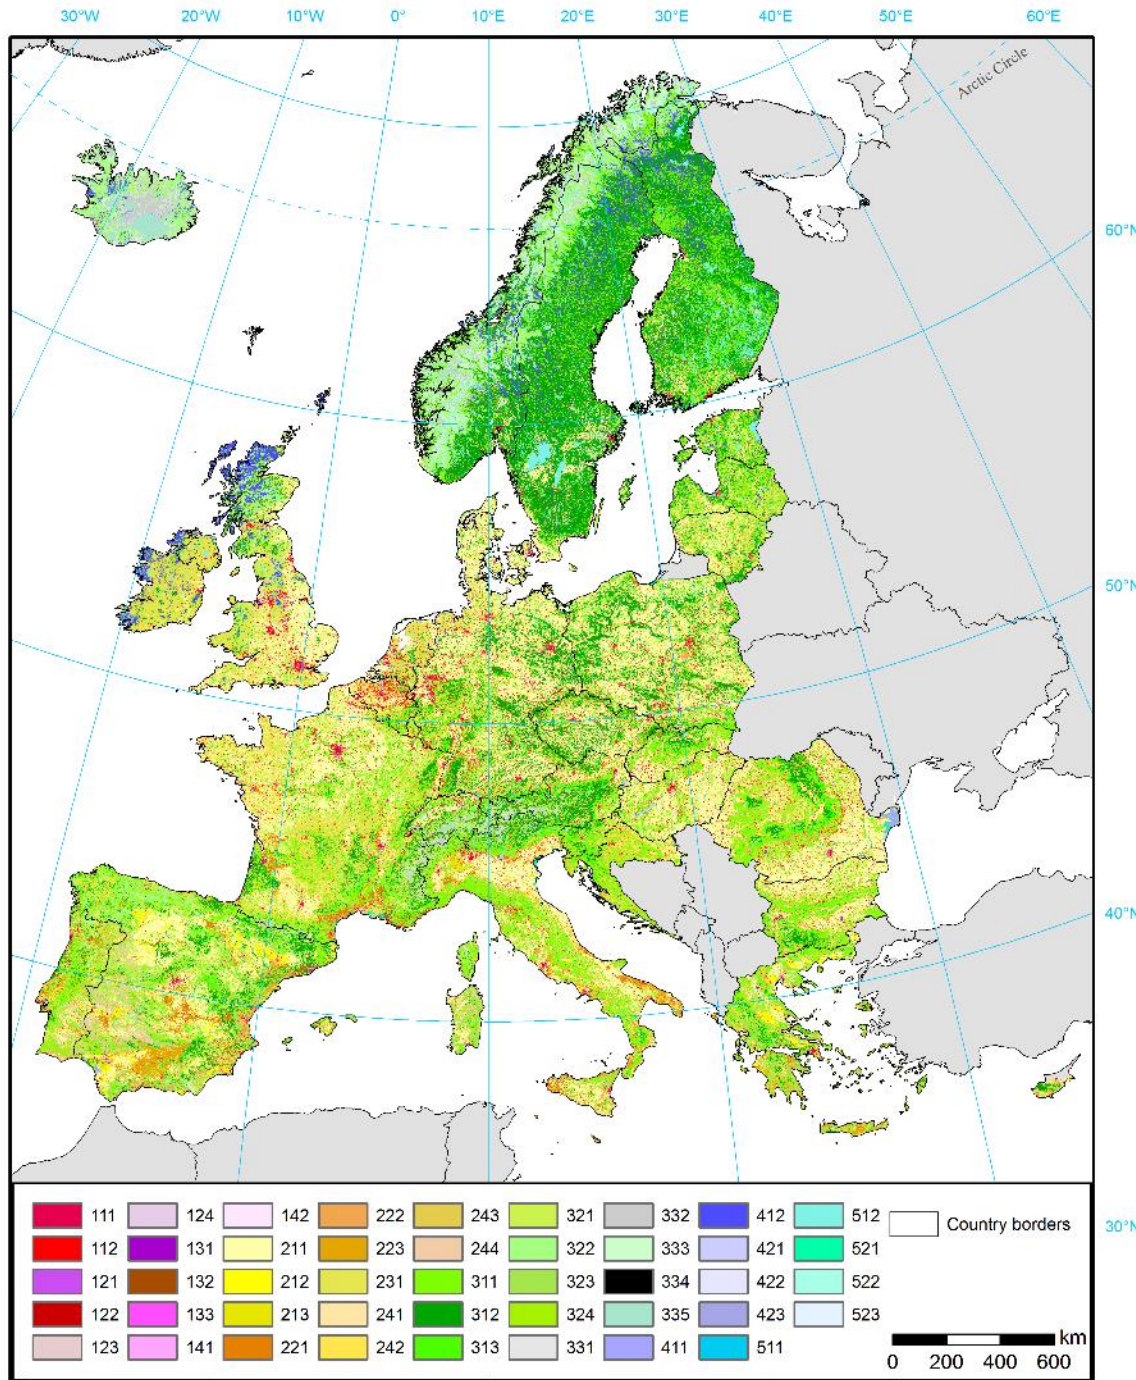 30°W 20°W 10°W 0° 10°E 20°E 30°E 40°E 50°E 60°E
Arctic Circle
60°N
50°N
40°N
30°N
111 124 142 222 243 321 332 412 512
112 131 211 223 244 322 333 421 521
121 132 212 231 311 323 334 422 522
122 133 213 241 312 324 335 423 523
123 141 221 242 313 331 411 511
Country borders
km
0 200 400 600